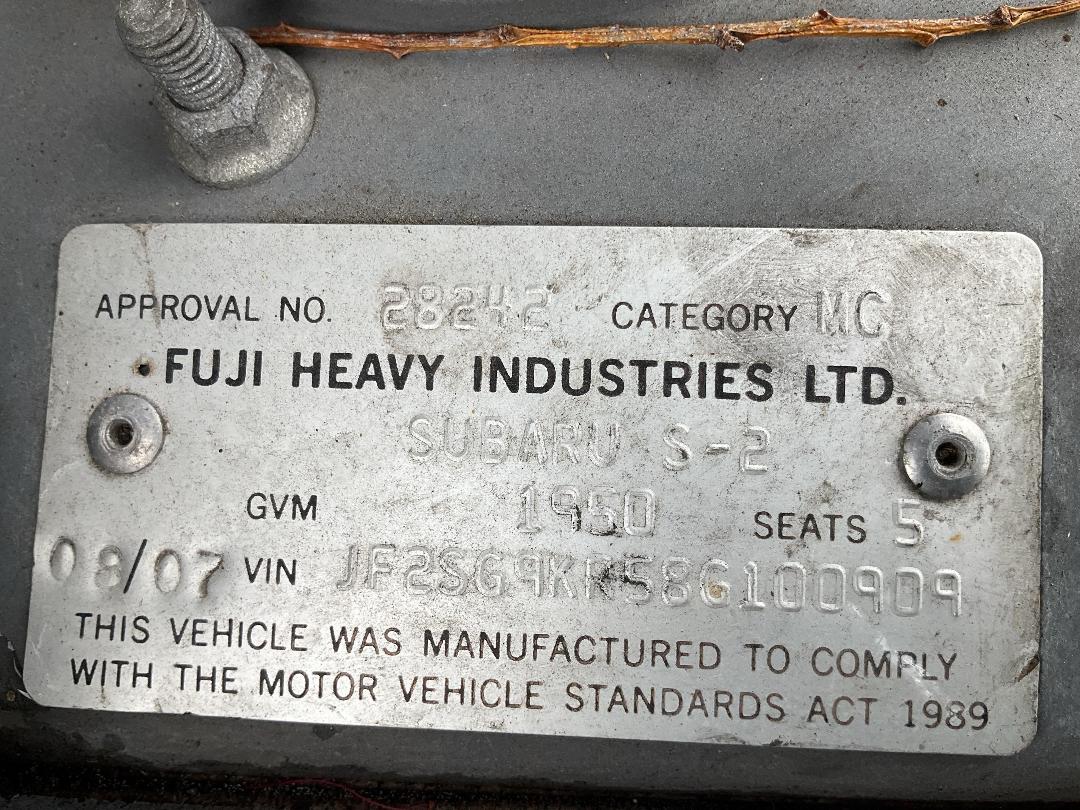 APPROVAL NO. 28242 CATEGORY MC
FUJI HEAVY INDUSTRIES LTD.
SUBARU S-2
GVM 1950 SEATS 5
08/07 VIN JF2SG9KR58G100909
THIS VEHICLE WAS MANUFACTURED TO COMPLY
WITH THE MOTOR VEHICLE STANDARDS ACT 1989